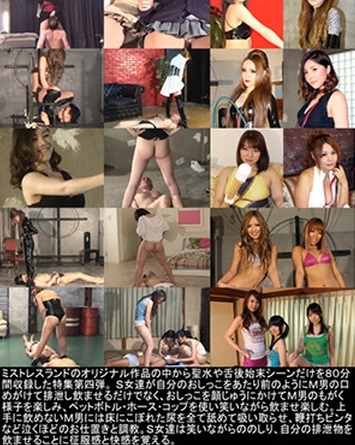 ミストレスランドのオリジナル作品の中から聖水や舌後始末シーンだけを80分
間収録した特集第四弾。S女達が自分のおしっこをあたり前のようにM男の口
めがけて排泄し飲ませるだけでなく、おしっこを顔じゅうにかけてM男のもがく
様子を楽しみ、ペットボトル・ホース・コップを使い笑いながら飲ませ楽しむ。上
手に飲めないM男には床にこぼれた尿を全て舐めて吸い取らせ、鞭打ちビンタ
など泣くほどのお仕置きと調教。S女達は笑いながらののしり、自分の排泄物
を飲ませることに征服感と快感を覚える。